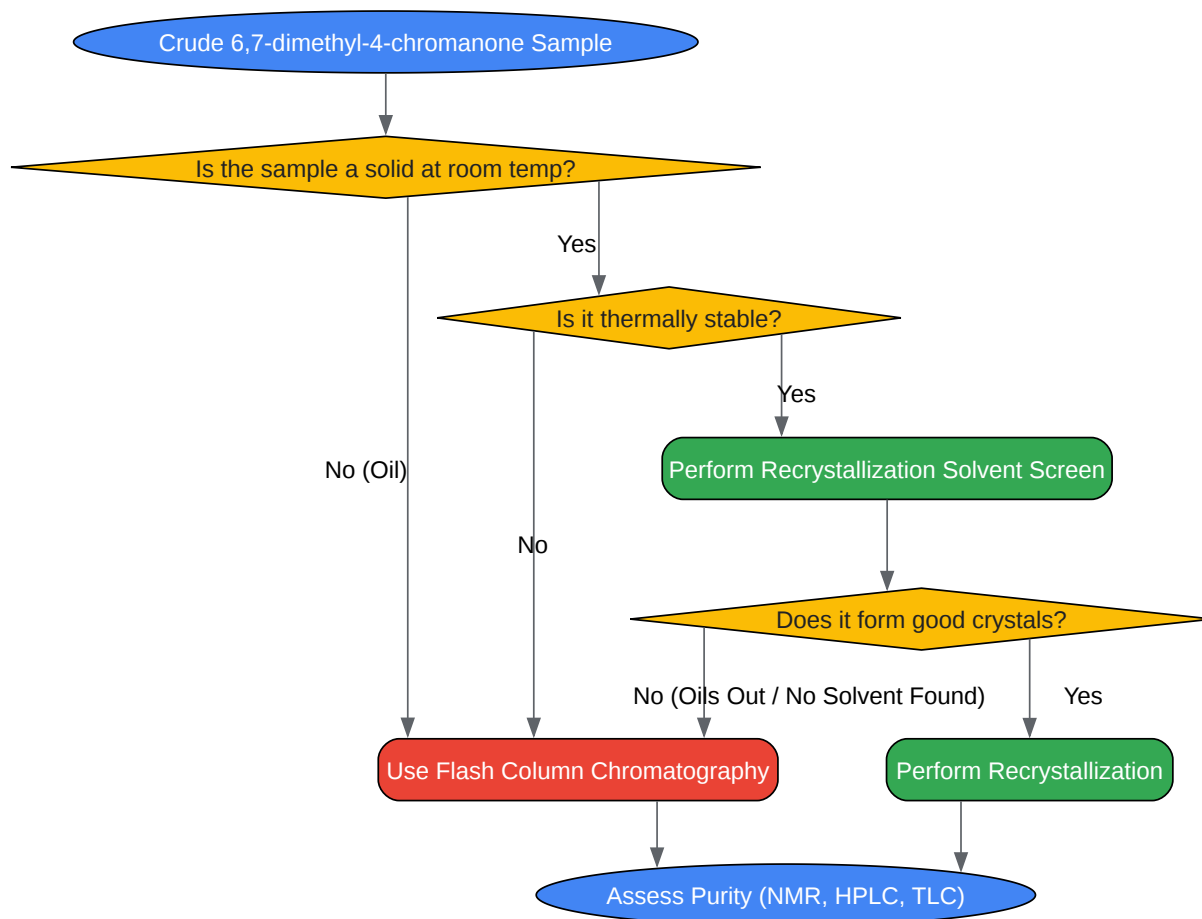 Crude 6,7-dimethyl-4-chromanone Sample
Is the sample a solid at room temp?
Yes
Is it thermally stable?
Yes
No (Oil)
Perform Recrystallization Solvent Screen
No
Does it form good crystals?
No (Oils Out / No Solvent Found)
Yes
Use Flash Column Chromatography
Perform Recrystallization
Assess Purity (NMR, HPLC, TLC)